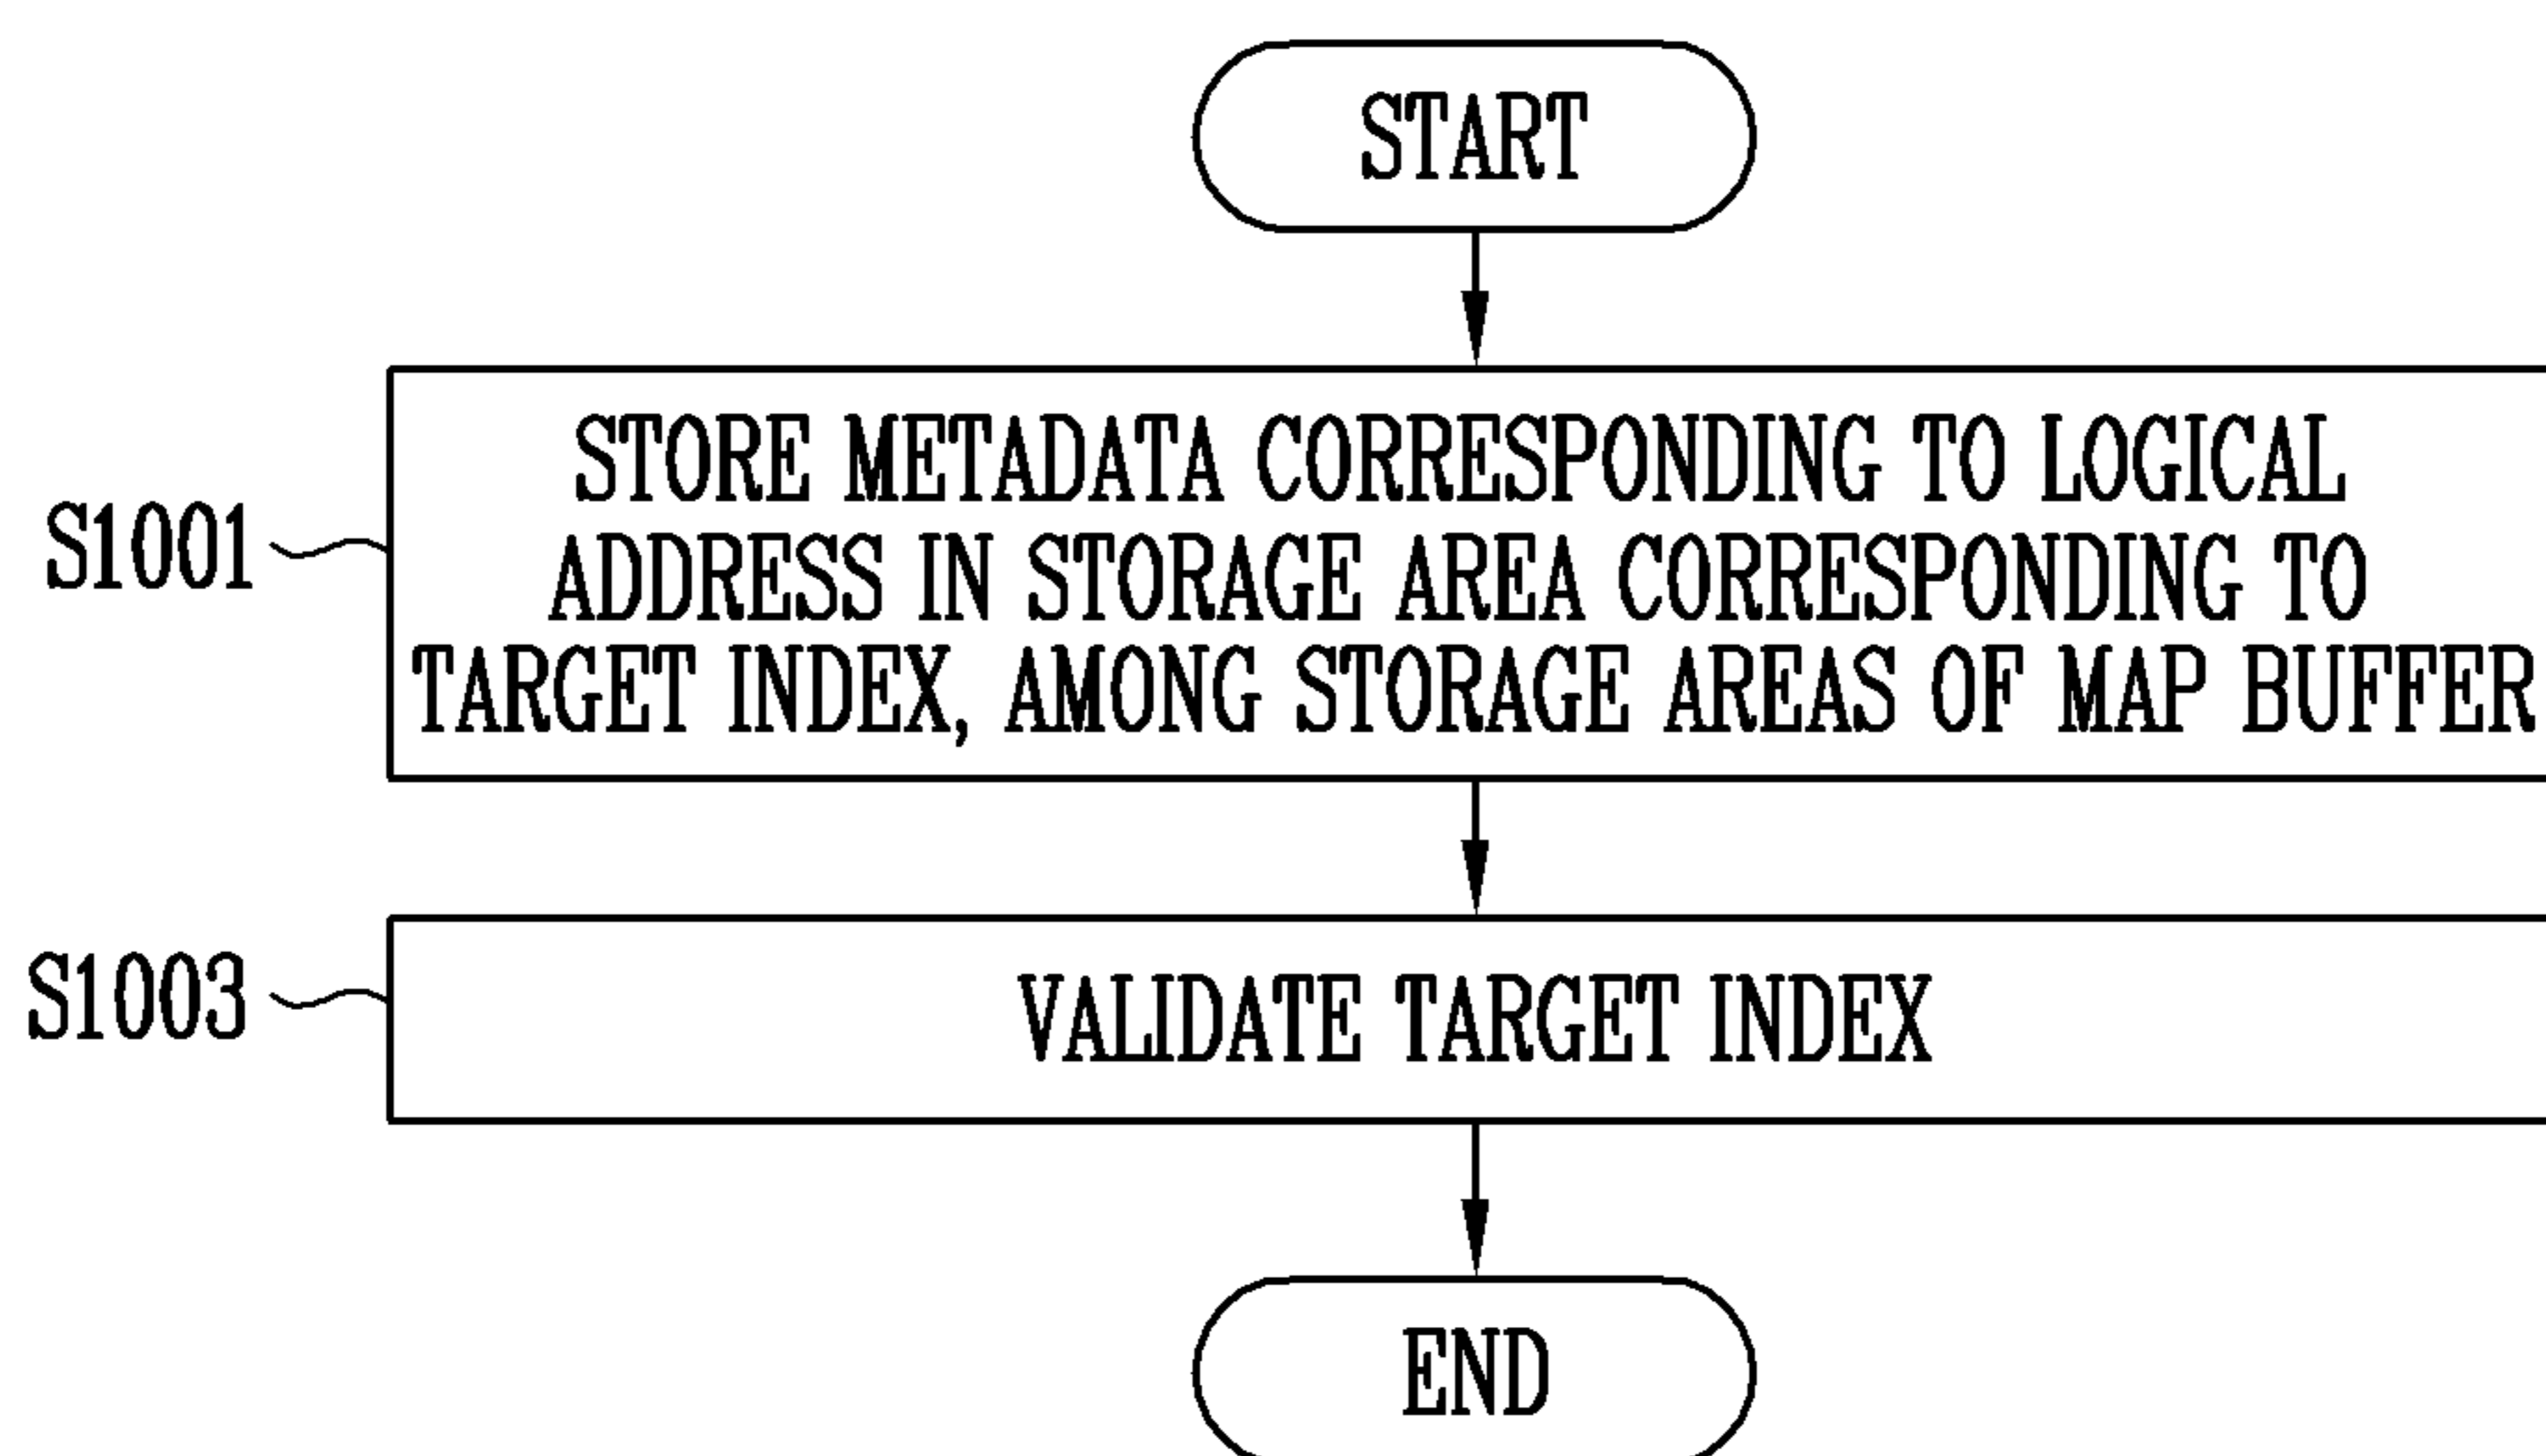 START
STORE METADATA CORRESPONDING TO LOGICAL
ADDRESS IN STORAGE AREA CORRESPONDING TO
TARGET INDEX, AMONG STORAGE AREAS OF MAP BUFFER
S1001
S1003
VALIDATE TARGET INDEX
END